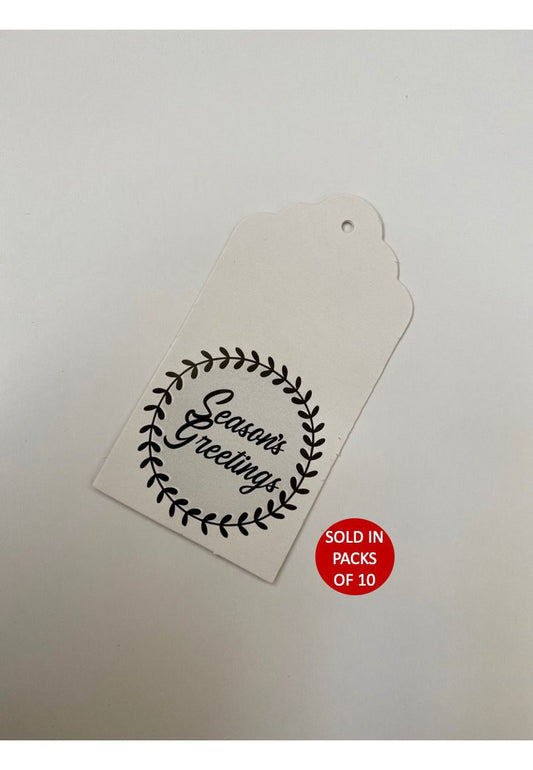 Season's
Greetings
SOLD IN
PACKS
OF 10